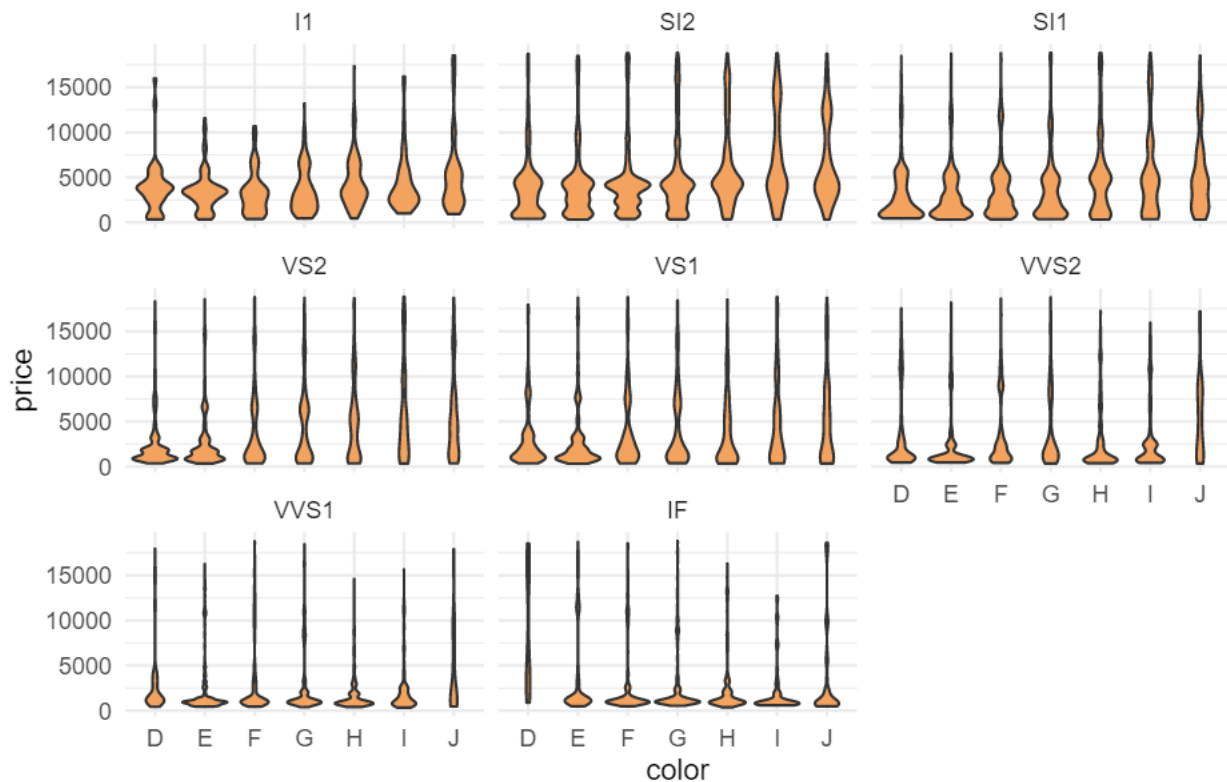 I1 SI2 SI1
15000
10000
5000
0
VS2 VS1 VVS2
15000
10000
5000
0
price
D E F G H I J
VVS1 IF
15000
10000
5000
0
D E F G H I J D E F G H I J
color